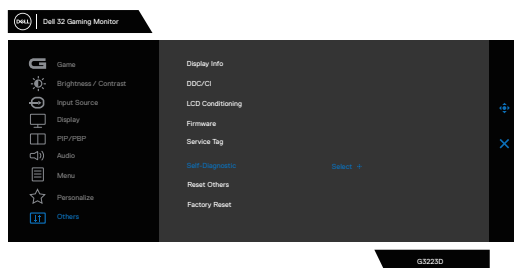 DELL
Dell 32 Gaming Monitor
Game
Brightness / Contrast
Input Source
Display
PIP/PBP
Audio
Menu
Personalize
Others
Display Info
DDC/CI
LCD Conditioning
Firmware
Service Tag
Self-Diagnostic
Select
Reset Others
Factory Reset
G3223D